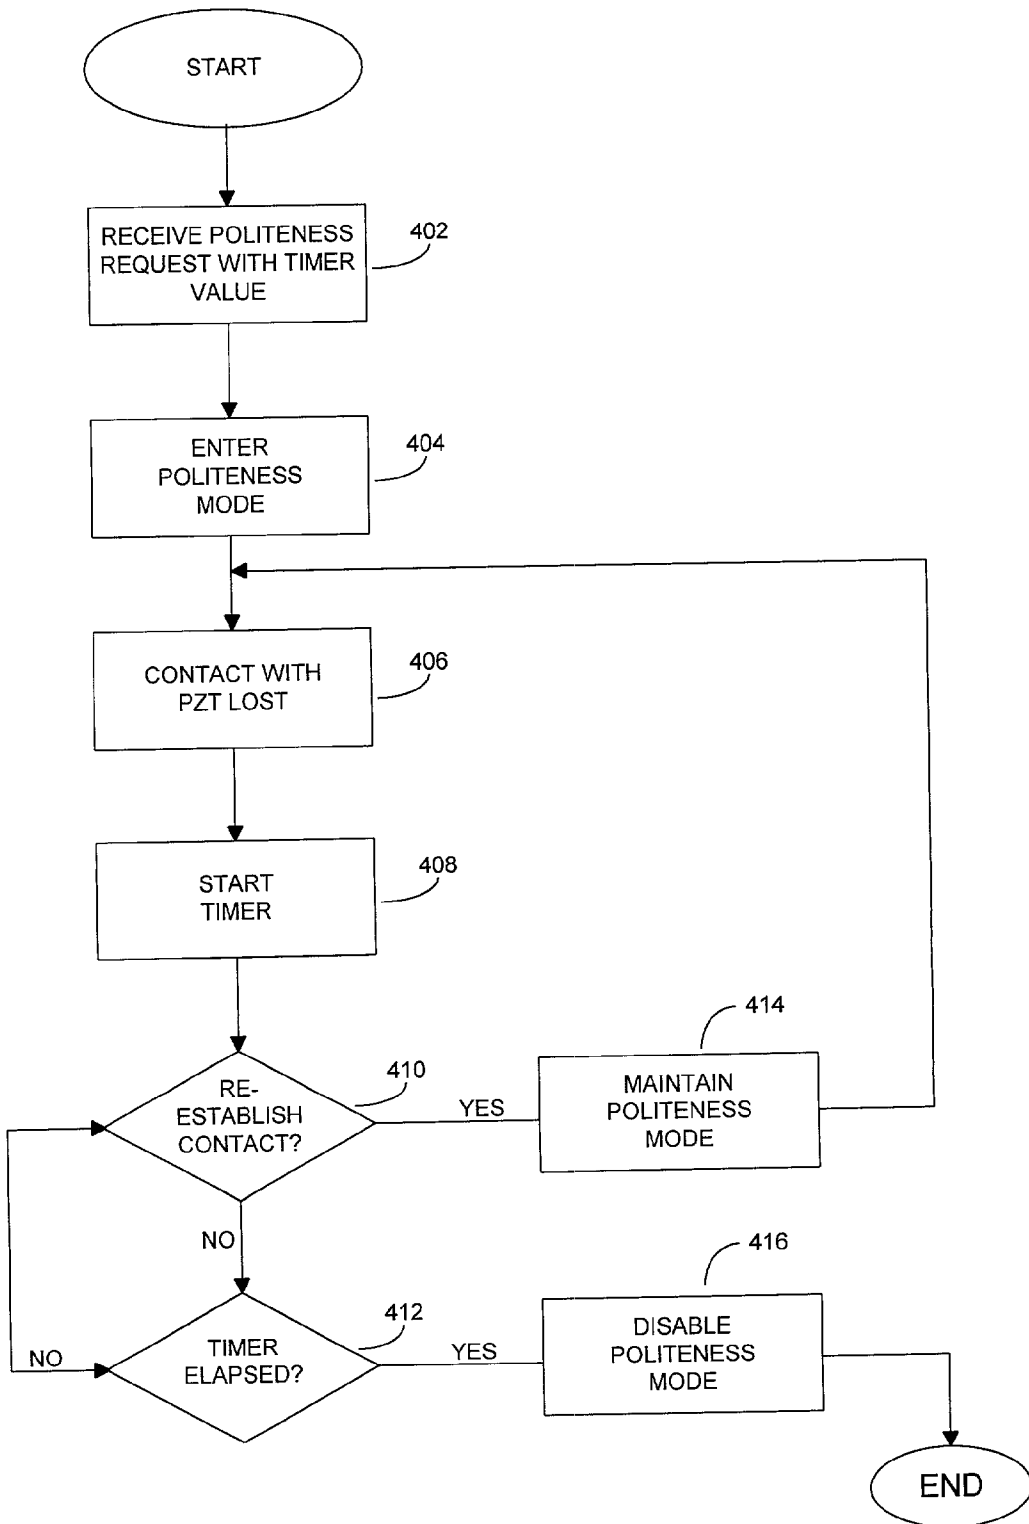 START
RECEIVE POLITENESS
REQUEST WITH TIMER
VALUE
402
ENTER
POLITENESS
MODE
404
CONTACT WITH
PZT LOST
406
START
TIMER
408
RE-
ESTABLISH
CONTACT?
410
YES
MAINTAIN
POLITENESS
MODE
414
NO
TIMER
ELAPSED?
412
NO
YES
DISABLE
POLITENESS
MODE
416
END